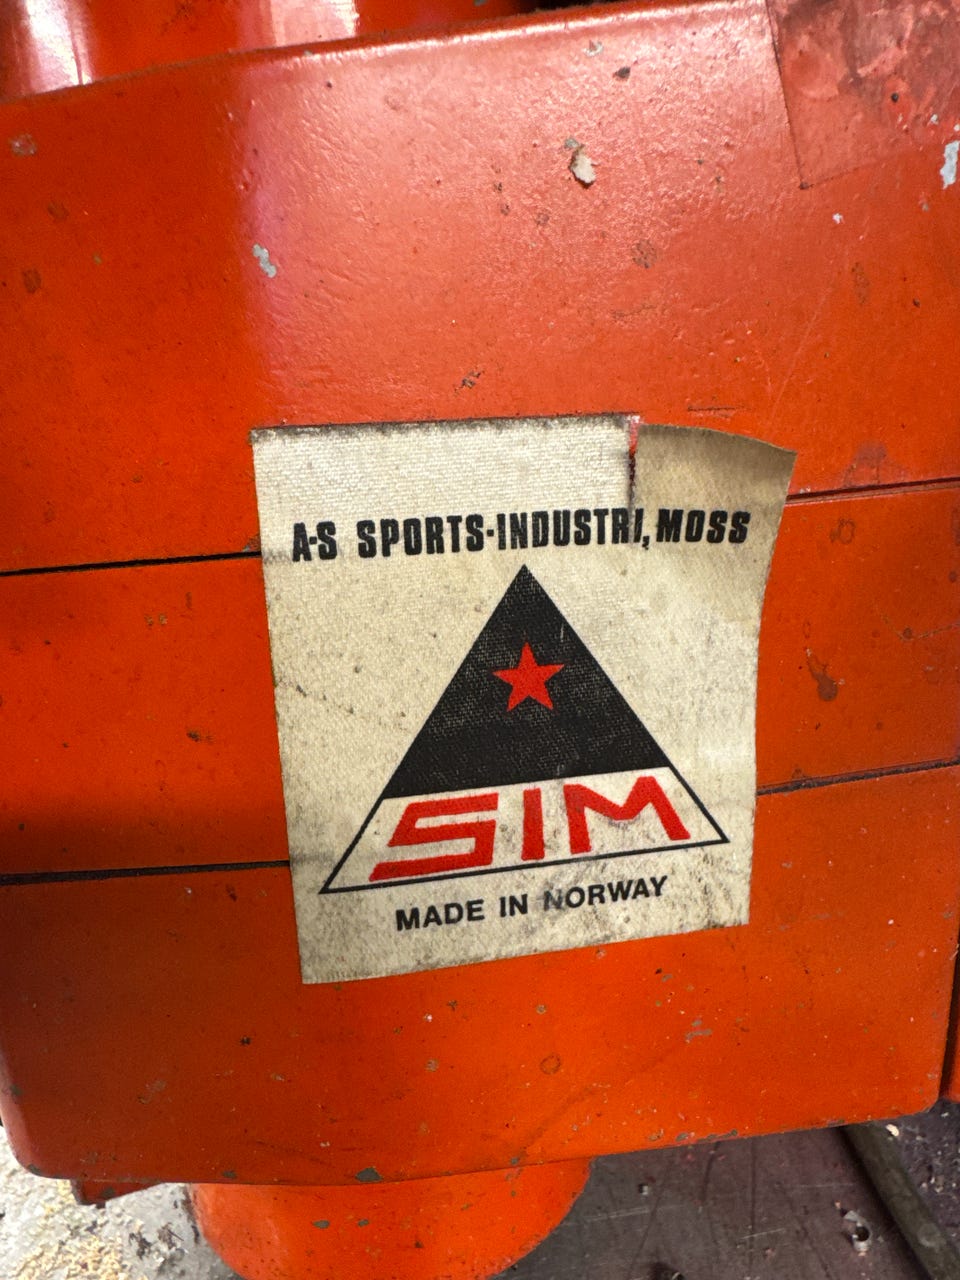 A-S SPORTS-INDUSTRI, MOSS
SIM
MADE IN NORWAY